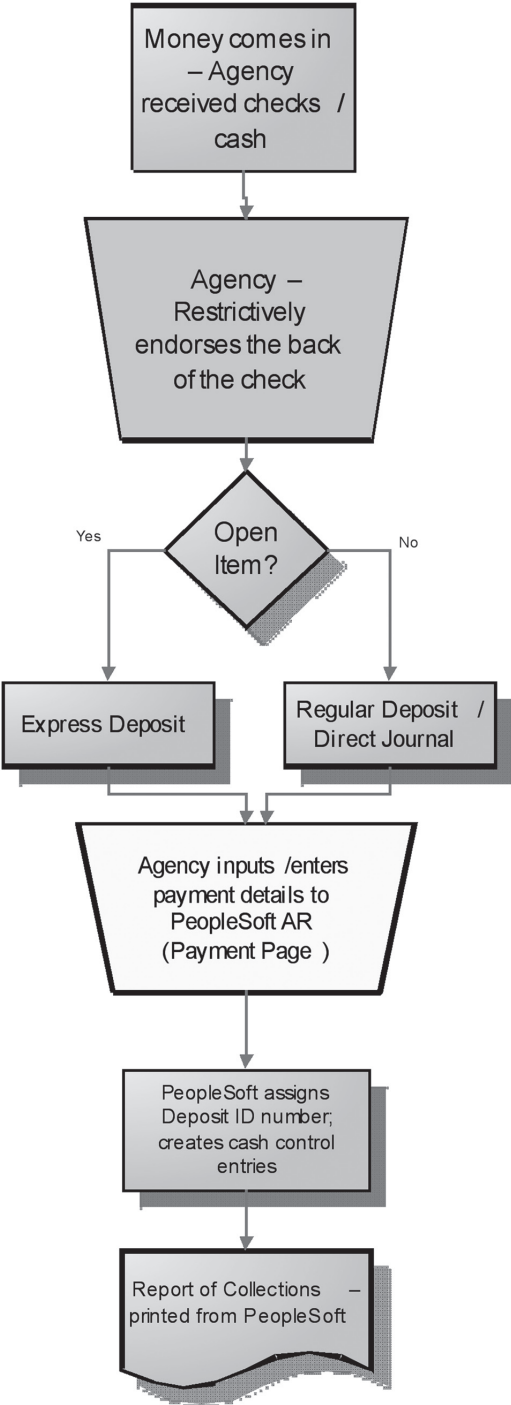 Money comes in
– Agency
received checks /
cash
Agency –
Restrictively
endorses the back
of the check
Open
Item?
Yes
No
Express Deposit
Regular Deposit /
Direct Journal
Agency inputs /enters
payment details to
PeopleSoft AR
(Payment Page )
PeopleSoft assigns
Deposit ID number;
creates cash control
entries
Report of Collections –
printed from PeopleSoft